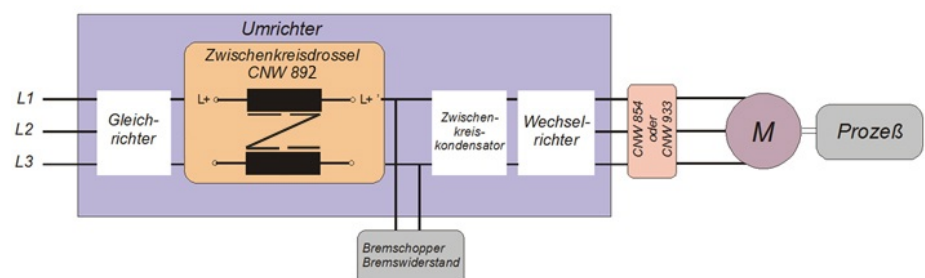 Umrichter
Zwischenkreisdrossel
CNW 892
L1
L2
L3
Gleich-
richter
L+
L+'
Zwischen-
kreis-
kondensator
Wechsel-
richter
CNW 854
oder
CNW 933
M
Prozeß
Bremschopper
Bremswiderstand